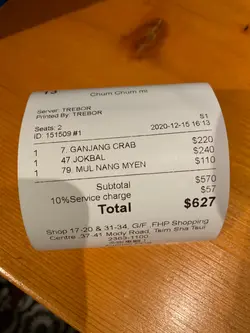 Chum Chum mi
Server: TREBOR
Printed By: TREBOR
S1
Seats: 2
2020-12-15 16:13
ID: 151509 #1
1 7. GANJANG CRAB $220
1 47 JOKBAL $240
1 79. MUL NANG MYEN $110
Subtotal $570
10%Service charge $57
Total $627
Shop 17-20 & 31-34, G/F, FHP Shopping
Centre ,37-41 Mody Road, Tsim Sha Tsui